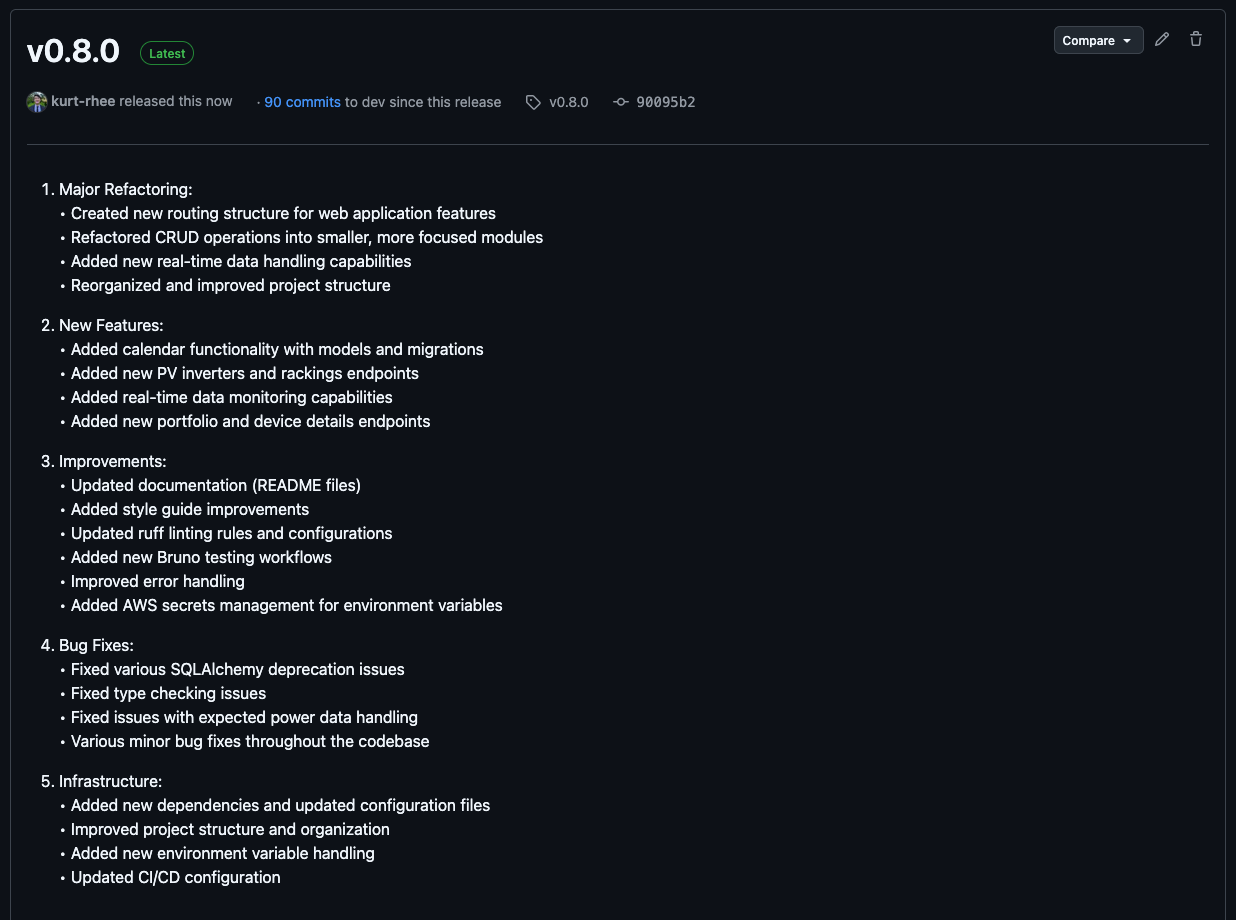 v0.8.0
Latest
Compare
kurt-rhee released this now · 90 commits to dev since this release v0.8.0 90095b2
1. Major Refactoring:
• Created new routing structure for web application features
• Refactored CRUD operations into smaller, more focused modules
• Added new real-time data handling capabilities
• Reorganized and improved project structure
2. New Features:
• Added calendar functionality with models and migrations
• Added new PV inverters and rackings endpoints
• Added real-time data monitoring capabilities
• Added new portfolio and device details endpoints
3. Improvements:
• Updated documentation (README files)
• Added style guide improvements
• Updated ruff linting rules and configurations
• Added new Bruno testing workflows
• Improved error handling
• Added AWS secrets management for environment variables
4. Bug Fixes:
• Fixed various SQLAlchemy deprecation issues
• Fixed type checking issues
• Fixed issues with expected power data handling
• Various minor bug fixes throughout the codebase
5. Infrastructure:
• Added new dependencies and updated configuration files
• Improved project structure and organization
• Added new environment variable handling
• Updated CI/CD configuration